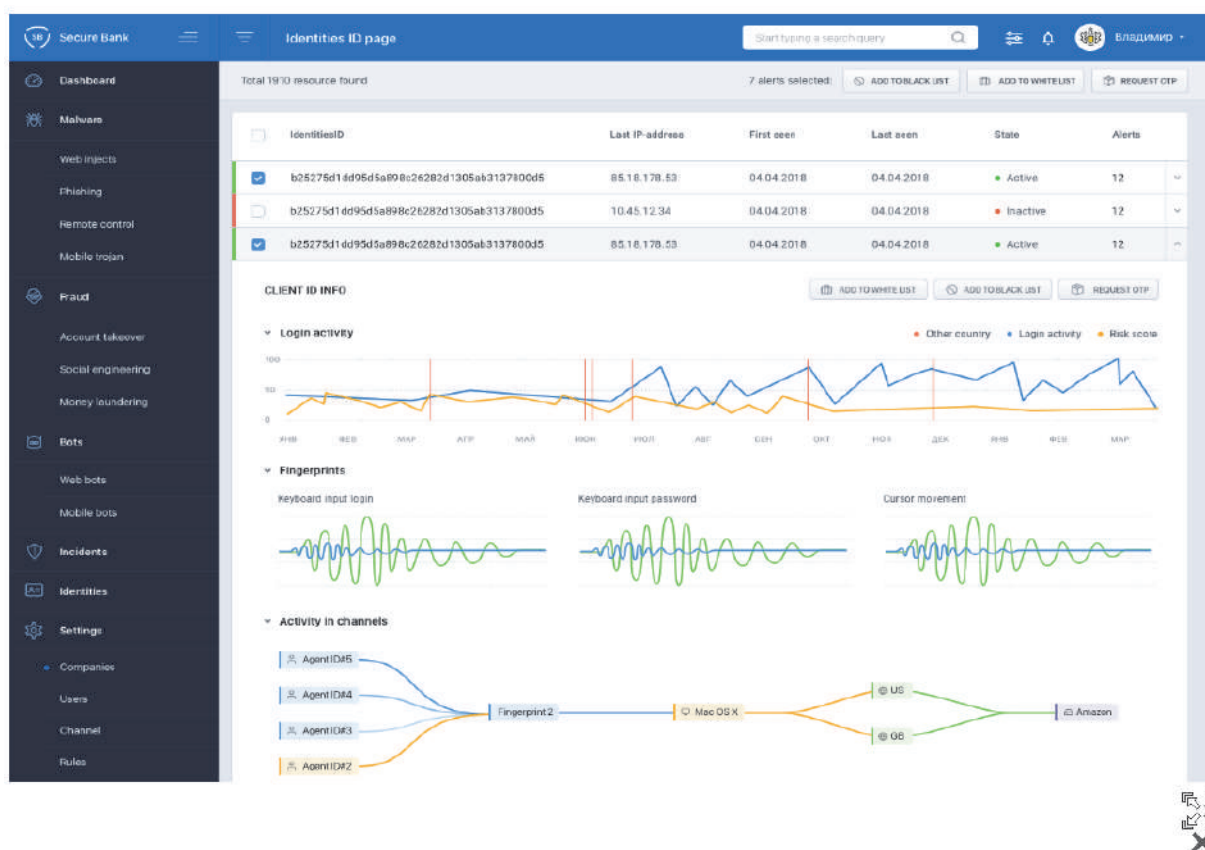 SB Secure Bank
Identities ID page
Start typing a search query
Владимир
Dashboard
Malware
Web injects
Phishing
Remote control
Mobile trojan
Fraud
Account takeover
Social engineering
Money laundering
Bots
Web bots
Mobile bots
Incidents
Identities
Settings
Companies
Users
Channel
Rules
Total 1910 resource found
7 alerts selected:
ADD TO BLACK LIST
ADD TO WHITE LIST
REQUEST OTP
IdentitiesID Last IP-address First seen Last seen State Alerts
b25275d1dd95d5a898c26282d1305ab3137800d5 85.18.178.53 04.04.2018 04.04.2018 Active 12
b25275d1dd95d5a898c26282d1305ab3137800d5 10.45.12.34 04.04.2018 04.04.2018 Inactive 12
b25275d1dd95d5a898c26282d1305ab3137800d5 85.18.178.53 04.04.2018 04.04.2018 Active 12
CLIENT ID INFO
ADD TO WHITE LIST
ADD TO BLACK LIST
REQUEST OTP
Login activity
Other country Login activity Risk score
100
50
0
ЯНВ ФЕВ МАР АПР МАЙ ИЮН ИЮЛ АВГ СЕН ОКТ НОЯ ДЕК ЯНВ ФЕВ МАР
Fingerprints
Keyboard input login Keyboard input password Cursor movement
Activity in channels
AgentID#5
AgentID#4
AgentID#3
AgentID#2
Fingerprint2
Mac OS X
US
GB
Amazon